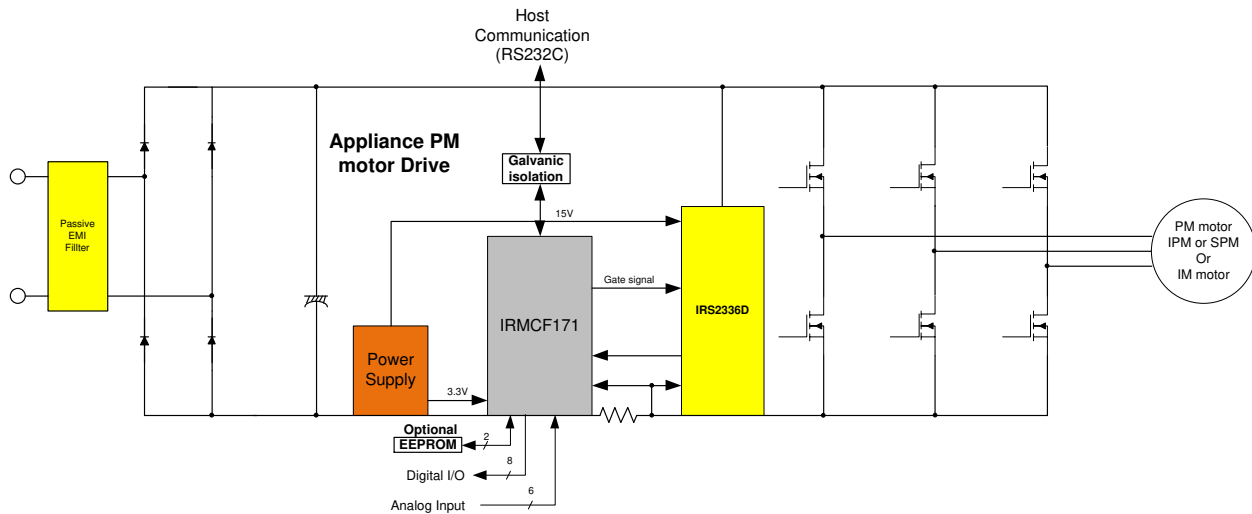 Host
Communication
(RS232C)
Appliance PM
motor Drive
Galvanic
isolation
Passive
EMI
Fillter
15V
Gate signal
IRMCF171
IRS2336D
PM motor
IPM or SPM
Or
IM motor
Power
Supply
3.3V
Optional
EEPROM
2
Digital I/O
8
Analog Input
6